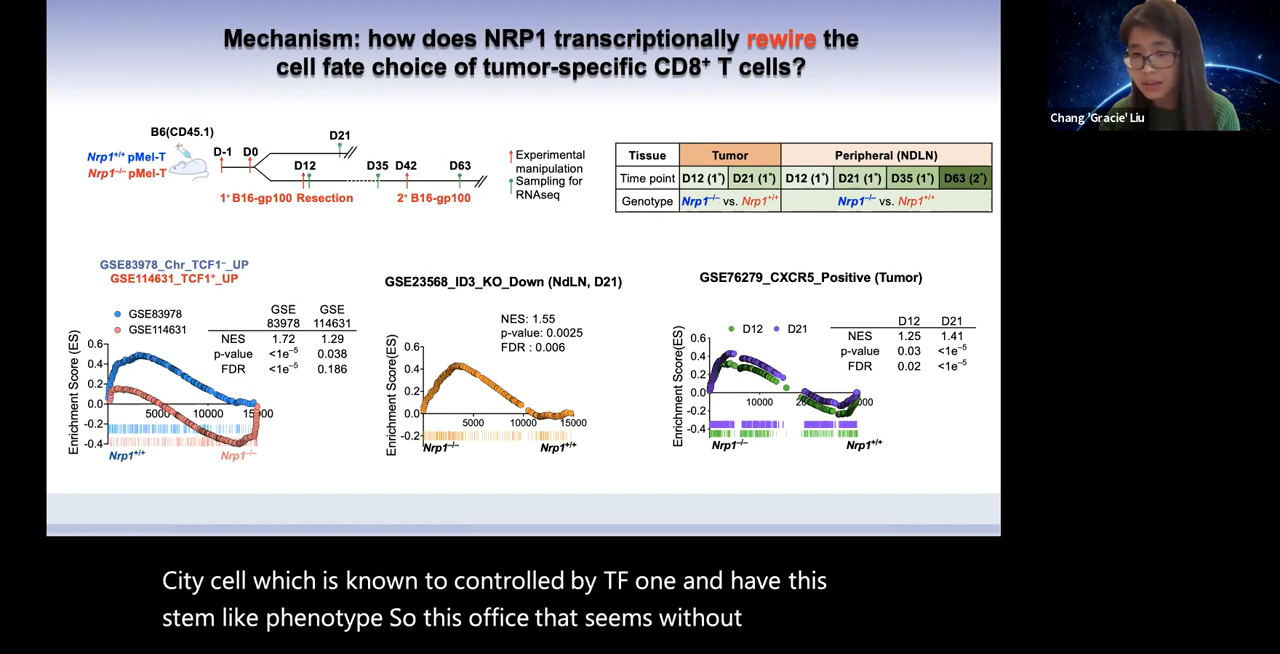 Mechanism: how does NRP1 transcriptionally rewire the
cell fate choice of tumor-specific CD8⁺ T cells?
Chang 'Gracie' Liu
B6(CD45.1)
Nrp1⁺/⁺ pMel-T
Nrp1⁻/⁻ pMel-T
D-1 D0
D21
D12 D35 D42 D63
1° B16-gp100 Resection 2° B16-gp100
Experimental
manipulation
Sampling for
RNAseq
Tissue Tumor Peripheral (NDLN)
Time point D12 (1°) D21 (1°) D12 (1°) D21 (1°) D35 (1°) D63 (2°)
Genotype Nrp1⁻/⁻ vs. Nrp1⁺/⁺ Nrp1⁻/⁻ vs. Nrp1⁺/⁺
GSE83978_Chr_TCF1⁻_UP
GSE114631_TCF1⁺_UP
GSE83978
GSE114631
GSE GSE
83978 114631
NES 1.72 1.29
p-value <1e⁻⁵ 0.038
FDR <1e⁻⁵ 0.186
Enrichment Score (ES)
0.6
0.4
0.2
0.0
-0.2
-0.4
5000 10000 15000
Nrp1⁺/⁺ Nrp1⁻/⁻
GSE23568_ID3_KO_Down (NdLN, D21)
NES: 1.55
p-value: 0.0025
FDR : 0.006
Enrichment Score(ES)
0.6
0.4
0.2
0.0
-0.2
5000 10000 15000
Nrp1⁻/⁻ Nrp1⁺/⁺
GSE76279_CXCR5_Positive (Tumor)
D12 D21
D12 D21
NES 1.25 1.41
p-value 0.03 <1e⁻⁵
FDR 0.02 <1e⁻⁵
Enrichment Score(ES)
0.6
0.4
0.2
0.0
-0.2
-0.4
10000
Nrp1⁻/⁻ Nrp1⁺/⁺
City cell which is known to controlled by TF one and have this
stem like phenotype So this office that seems without